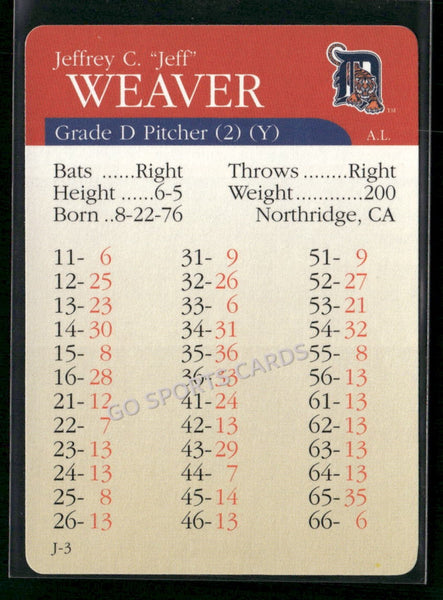 Jeffrey C. "Jeff"
WEAVER
Grade D Pitcher (2) (Y)
A.L.
D
TM
Bats ......Right Throws ........Right
Height ......6-5 Weight............200
Born ..8-22-76 Northridge, CA
11- 6 31- 9 51- 9
12-25 32-26 52-27
13-23 33- 6 53-21
14-30 34-31 54-32
15- 8 35-36 55- 8
16-28 36-33 56-13
21-12 41-24 61-13
22- 7 42-13 62-13
23-13 43-29 63-13
24-13 44- 7 64-13
25- 8 45-14 65-35
26-13 46-13 66- 6
GO SPORTS CARDS
J-3